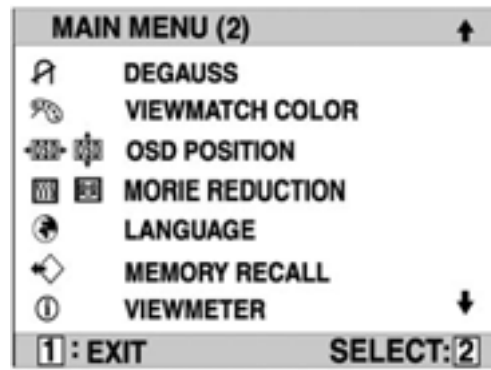 MAIN MENU (2)
DEGAUSS
VIEWMATCH COLOR
OSD POSITION
MORIE REDUCTION
LANGUAGE
MEMORY RECALL
VIEWMETER
1 : EXIT SELECT: 2